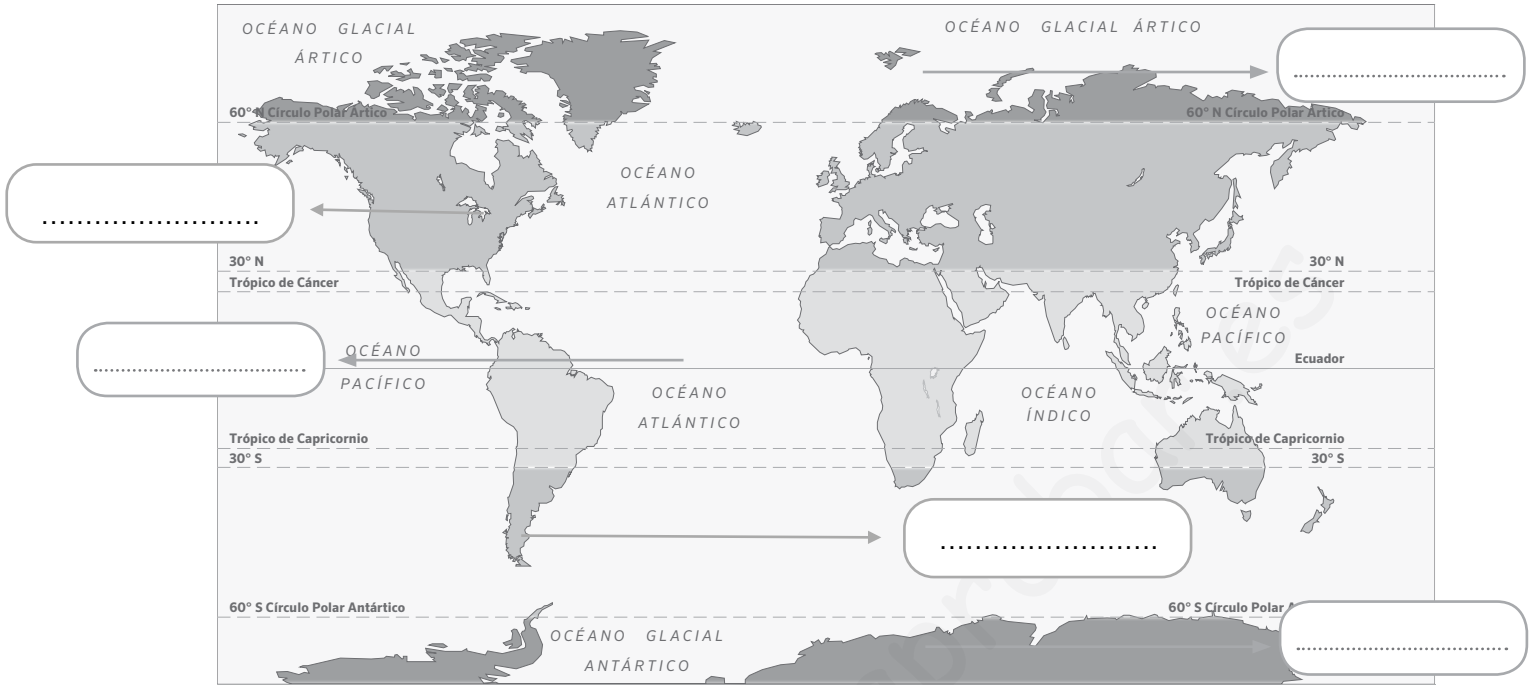 OCÉANO GLACIAL
ÁRTICO
OCÉANO GLACIAL ÁRTICO
60° N Círculo Polar Ártico
60° N Círculo Polar Ártico
OCÉANO
ATLÁNTICO
30° N
30° N
Trópico de Cáncer
Trópico de Cáncer
OCÉANO
PACÍFICO
OCÉANO
PACÍFICO
Ecuador
OCÉANO
ATLÁNTICO
OCÉANO
ÍNDICO
Trópico de Capricornio
Trópico de Capricornio
30° S
30° S
60° S Círculo Polar Antártico
60° S Círculo Polar
OCÉANO GLACIAL
ANTÁRTICO